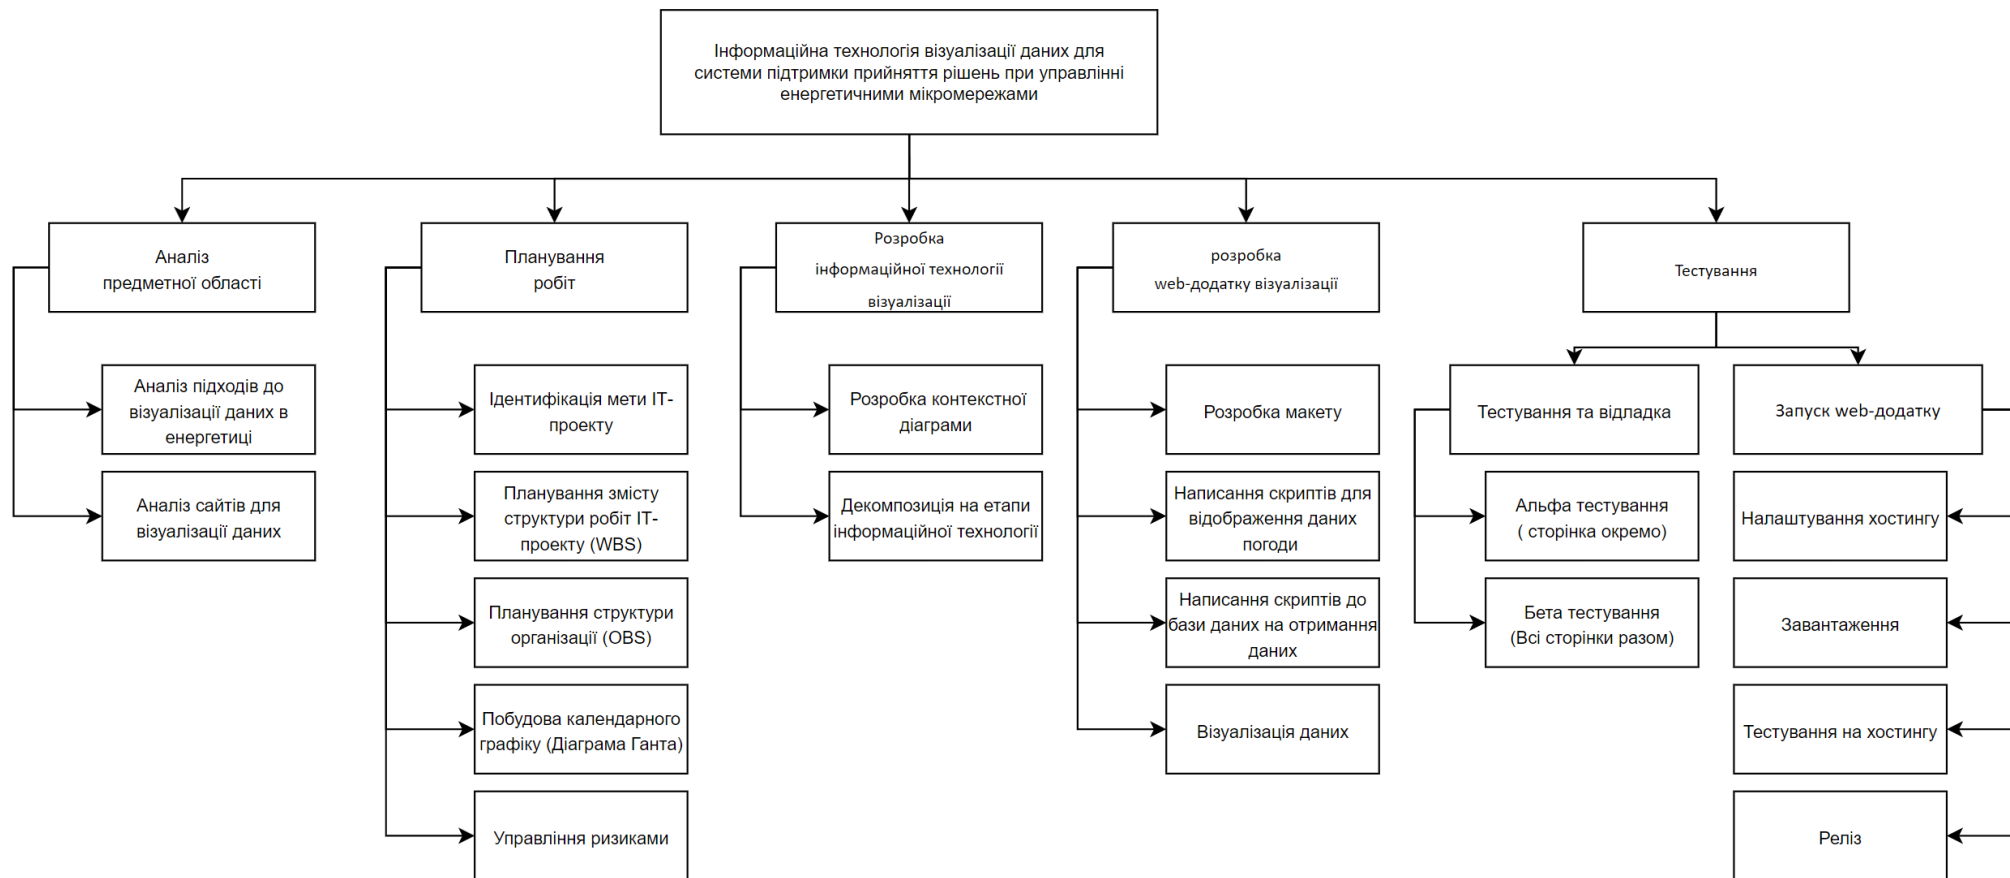 Інформаційна технологія візуалізації даних для
системи підтримки прийняття рішень при управлінні
енергетичними мікромережами
Аналіз
предметної області
Планування
робіт
Розробка
інформаційної технології
візуалізації
розробка
web-додатку візуалізації
Тестування
Аналіз підходів до
візуалізації даних в
енергетиці
Аналіз сайтів для
візуалізації даних
Ідентифікація мети ІТ-
проекту
Планування змісту
структури робіт ІТ-
проекту (WBS)
Планування структури
організації (OBS)
Побудова календарного
графіку (Діаграма Ганта)
Управління ризиками
Розробка контекстної
діаграми
Декомпозиція на етапи
інформаційної технології
Розробка макету
Написання скриптів для
відображення даних
погоди
Написання скриптів до
бази даних на отримання
даних
Візуалізація даних
Тестування та відладка
Альфа тестування
( сторінка окремо)
Бета тестування
(Всі сторінки разом)
Запуск web-додатку
Налаштування хостингу
Завантаження
Тестування на хостингу
Реліз